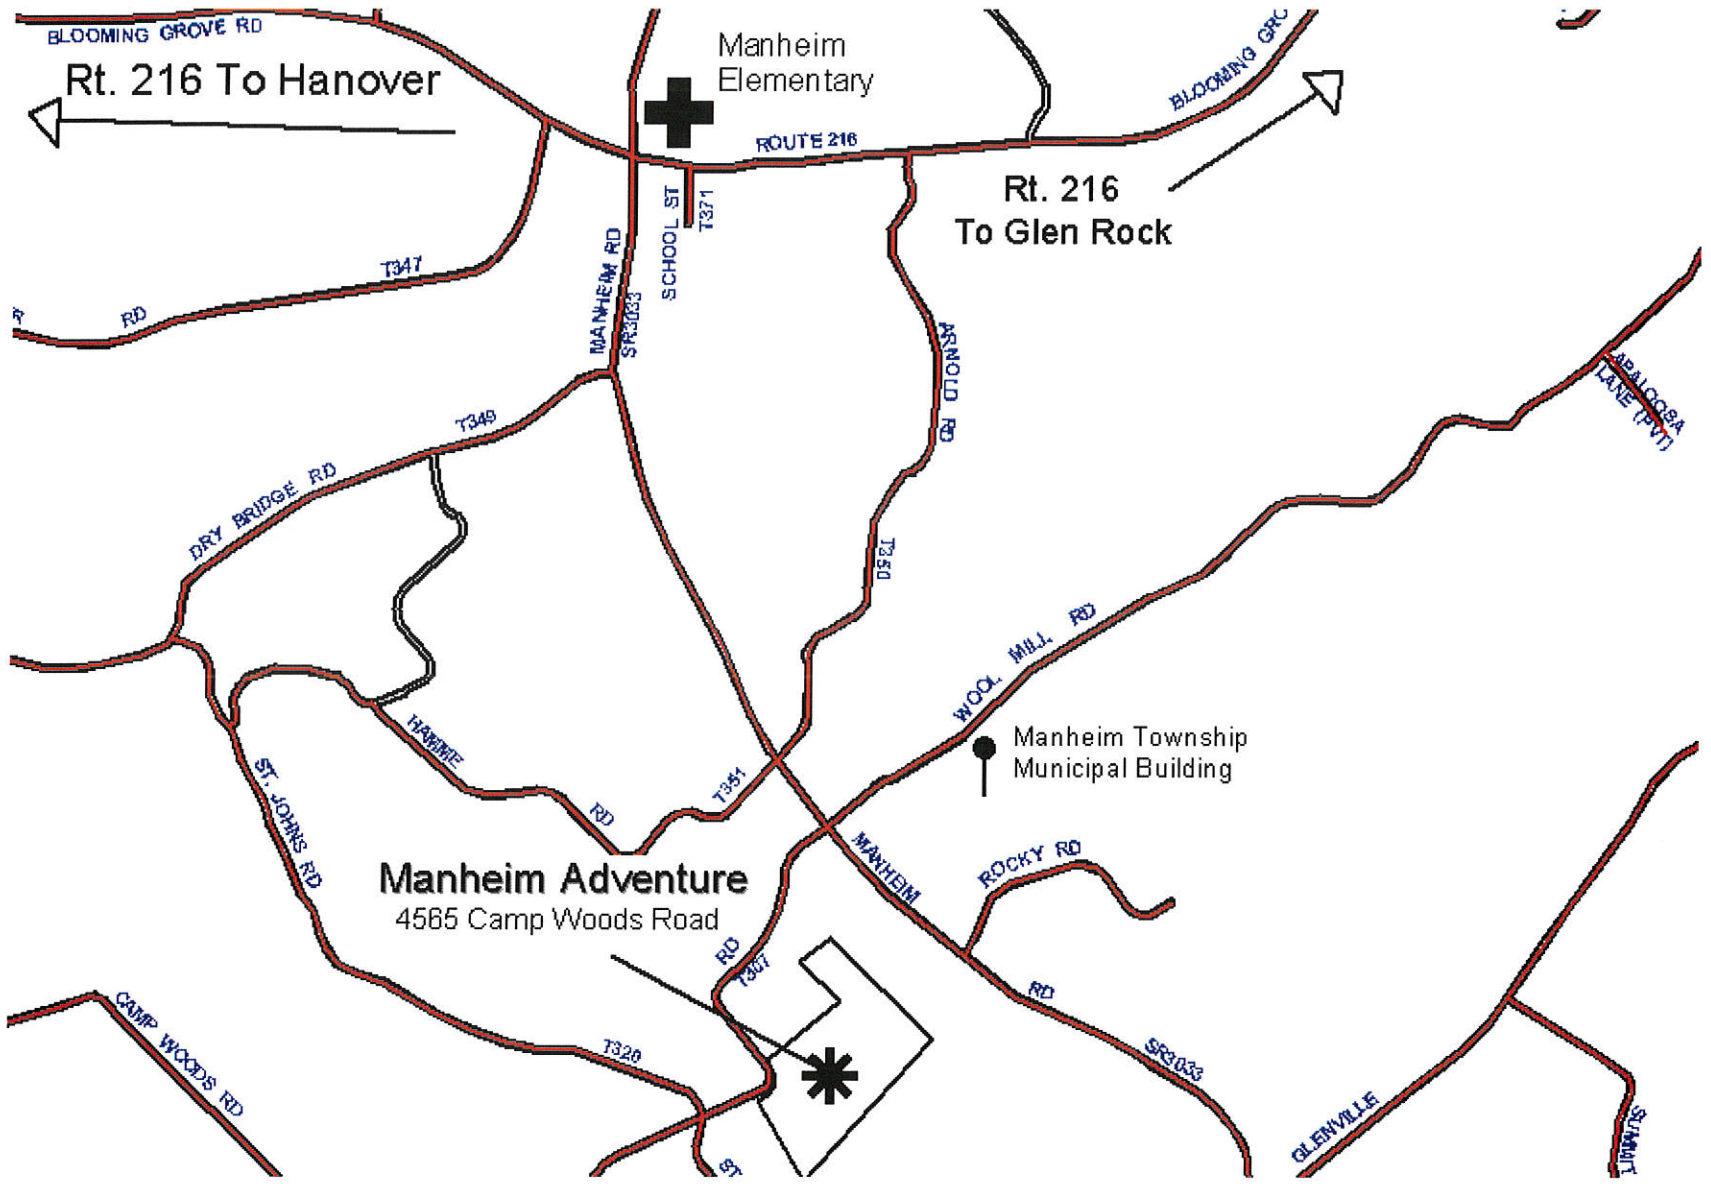 BLOOMING GROVE RD
Rt. 216 To Hanover
Manheim
Elementary
BLOOMING GRO
ROUTE 216
Rt. 216
To Glen Rock
SCHOOL ST
T371
T347
RD
MANHEIM RD
SR3033
ARNOLD RD
APALOOSA
LANE (PVT)
T349
DRY BRIDGE RD
T350
WOOL MILL RD
HAMME
RD
T351
Manheim Township
Municipal Building
ST. JOHNS RD
MANHEIM
ROCKY RD
Manheim Adventure
4565 Camp Woods Road
RD
T307
RD
CAMP WOODS RD
T320
SR3033
GLENVILLE
SUMMIT
ST